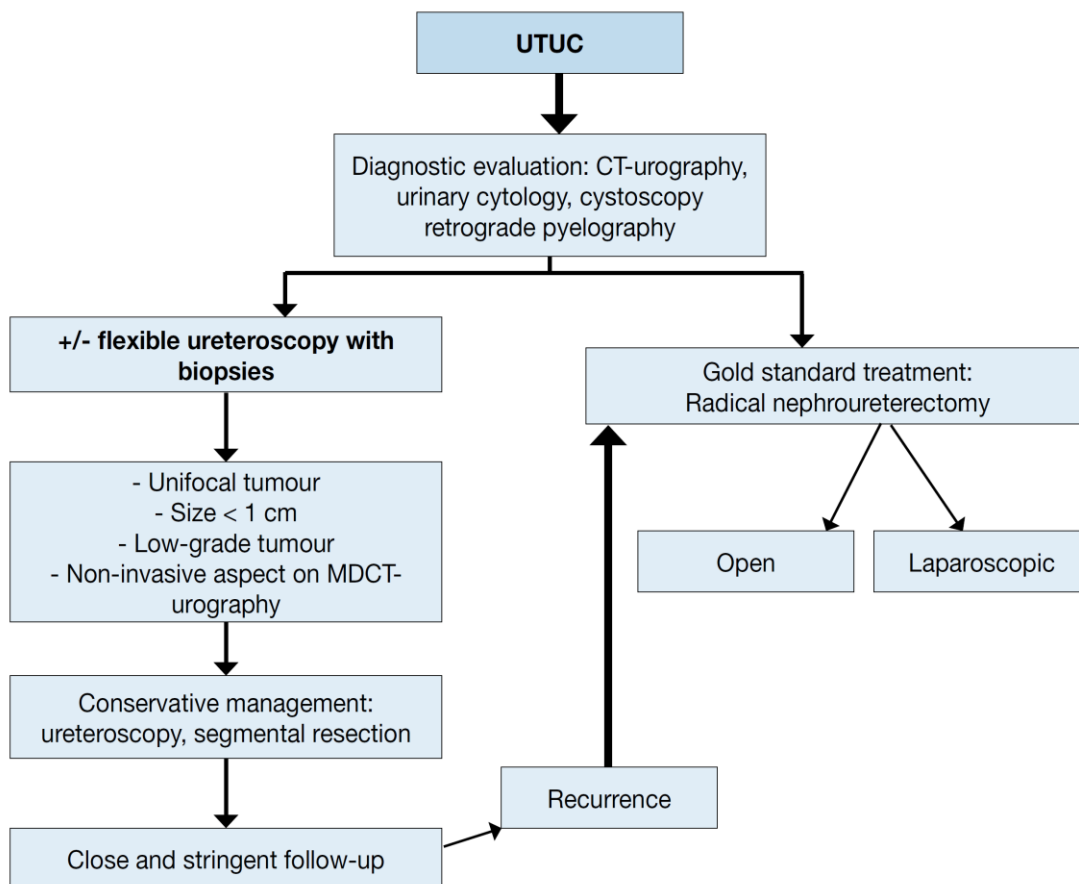 UTUC
Diagnostic evaluation: CT-urography,
urinary cytology, cystoscopy
retrograde pyelography
+/- flexible ureteroscopy with
biopsies
Gold standard treatment:
Radical nephroureterectomy
- Unifocal tumour
- Size < 1 cm
- Low-grade tumour
- Non-invasive aspect on MDCT-
urography
Open
Laparoscopic
Conservative management:
ureteroscopy, segmental resection
Recurrence
Close and stringent follow-up